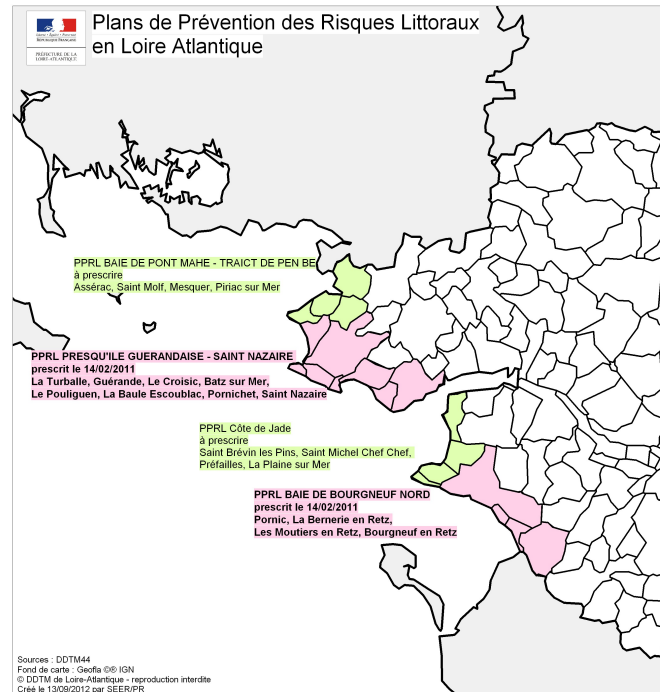 Plans de Prévention des Risques Littoraux
en Loire Atlantique
PRÉFECTURE DE LA
LOIRE-ATLANTIQUE
PPRL BAIE DE PONT MAHE - TRAICT DE PEN BE
à prescrire
Assérac, Saint Molf, Mesquer, Piriac sur Mer
PPRL PRESQU'ILE GUERANDAISE - SAINT NAZAIRE
prescrit le 14/02/2011
La Turballe, Guérande, Le Croisic, Batz sur Mer,
Le Pouliguen, La Baule Escoublac, Pornichet, Saint Nazaire
PPRL Côte de Jade
à prescrire
Saint Brévin les Pins, Saint Michel Chef Chef,
Préfailles, La Plaine sur Mer
PPRL BAIE DE BOURGNEUF NORD
prescrit le 14/02/2011
Pornic, La Bernerie en Retz,
Les Moutiers en Retz, Bourgneuf en Retz
Sources : DDTM44
Fond de carte : Geofla ©® IGN
© DDTM de Loire-Atlantique - reproduction interdite
Créé le 13/09/2012 par SEER/PR